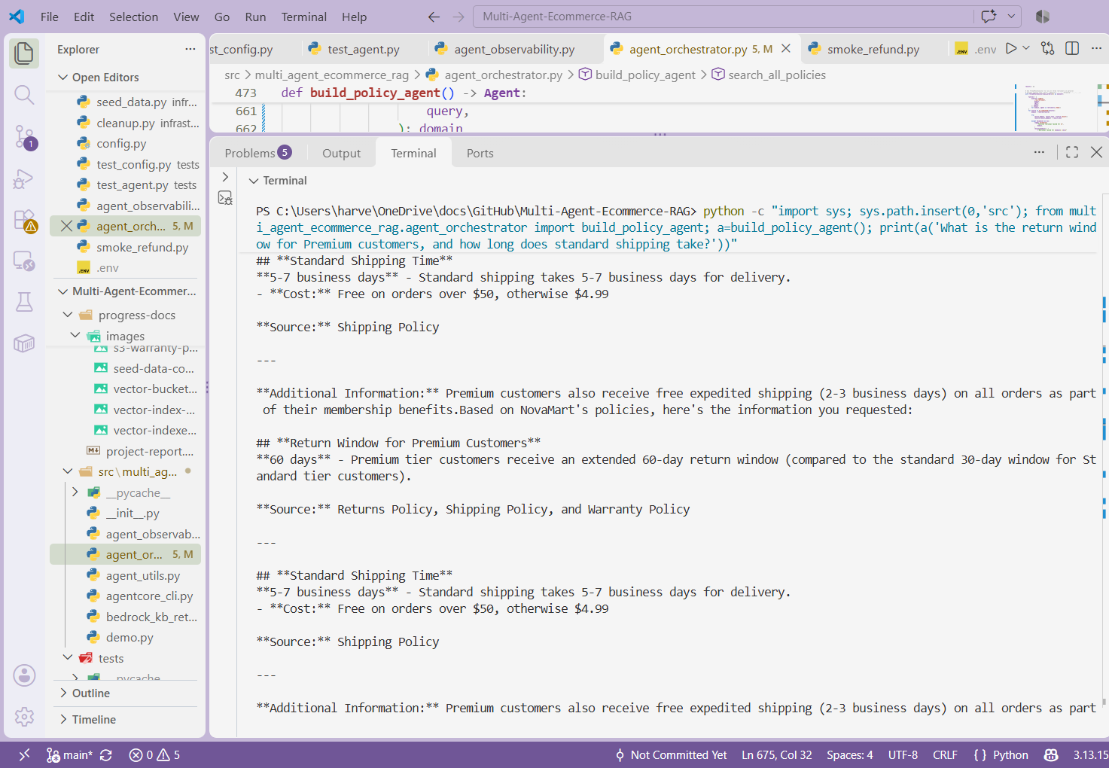 File Edit Selection View Go Run Terminal Help
Multi-Agent-Ecommerce-RAG
Explorer
st_config.py test_agent.py agent_observability.py agent_orchestrator.py 5, M smoke_refund.py .env
src > multi_agent_ecommerce_rag > agent_orchestrator.py > build_policy_agent > search_all_policies
473 def build_policy_agent() -> Agent:
661 query,
662 ): domain
Open Editors
seed_data.py infr...
cleanup.py infrast...
config.py
test_config.py tests
test_agent.py tests
agent_observabili...
agent_orch... 5, M
smoke_refund.py
.env
Multi-Agent-Ecommer...
progress-docs
images
s3-warranty-p...
seed-data-co...
vector-bucket...
vector-index-...
vector-indexe...
project-report....
src\multi_ag...
__pycache__
__init__.py
agent_observab...
agent_or... 5, M
agent_utils.py
agentcore_cli.py
bedrock_kb_ret...
demo.py
tests
__pycache__
Outline
Timeline
Problems 5 Output Terminal Ports
Terminal
PS C:\Users\harve\OneDrive\docs\GitHub\Multi-Agent-Ecommerce-RAG> python -c "import sys; sys.path.insert(0,'src'); from mult
i_agent_ecommerce_rag.agent_orchestrator import build_policy_agent; a=build_policy_agent(); print(a('What is the return wind
ow for Premium customers, and how long does standard shipping take?'))"
## **Standard Shipping Time**
**5-7 business days** - Standard shipping takes 5-7 business days for delivery.
- **Cost:** Free on orders over $50, otherwise $4.99
**Source:** Shipping Policy
---
**Additional Information:** Premium customers also receive free expedited shipping (2-3 business days) on all orders as part
of their membership benefits.Based on NovaMart's policies, here's the information you requested:
## **Return Window for Premium Customers**
**60 days** - Premium tier customers receive an extended 60-day return window (compared to the standard 30-day window for St
andard tier customers).
**Source:** Returns Policy, Shipping Policy, and Warranty Policy
---
## **Standard Shipping Time**
**5-7 business days** - Standard shipping takes 5-7 business days for delivery.
- **Cost:** Free on orders over $50, otherwise $4.99
**Source:** Shipping Policy
---
**Additional Information:** Premium customers also receive free expedited shipping (2-3 business days) on all orders as part
main* 0 5 Not Committed Yet Ln 675, Col 32 Spaces: 4 UTF-8 CRLF { } Python 3.13.15